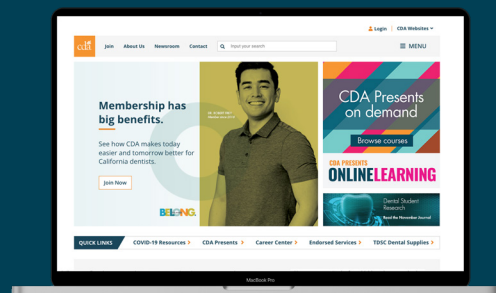 Login | CDA Websites
cda
Join About Us Newsroom Contact Input your search MENU
Membership has
big benefits.
See how CDA makes today
easier and tomorrow better for
California dentists.
Join Now
BELONG.
CDA Presents
on demand
Browse courses
CDA PRESENTS
ONLINELEARNING
Dental Student
Research
Read the November Journal
QUICK LINKS COVID-19 Resources > CDA Presents > Career Center > Endorsed Services > TDSC Dental Supplies >
MacBook Pro